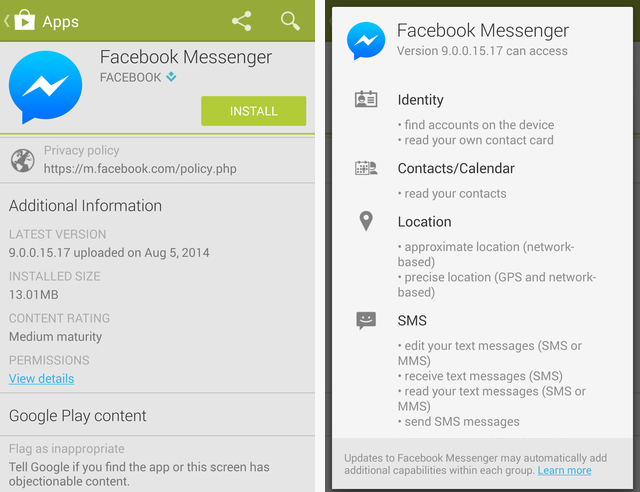 Apps
Facebook Messenger
FACEBOOK
INSTALL
Privacy policy
https://m.facebook.com/policy.php
Additional Information
LATEST VERSION
9.0.0.15.17 uploaded on Aug 5, 2014
INSTALLED SIZE
13.01MB
CONTENT RATING
Medium maturity
PERMISSIONS
View details
Google Play content
Flag as inappropriate
Tell Google if you find the app or this screen has
objectionable content.
Facebook Messenger
Version 9.0.0.15.17 can access
Identity
• find accounts on the device
• read your own contact card
Contacts/Calendar
• read your contacts
Location
• approximate location (network-
based)
• precise location (GPS and network-
based)
SMS
• edit your text messages (SMS or
MMS)
• receive text messages (SMS)
• read your text messages (SMS or
MMS)
• send SMS messages
Updates to Facebook Messenger may automatically add
additional capabilities within each group. Learn more